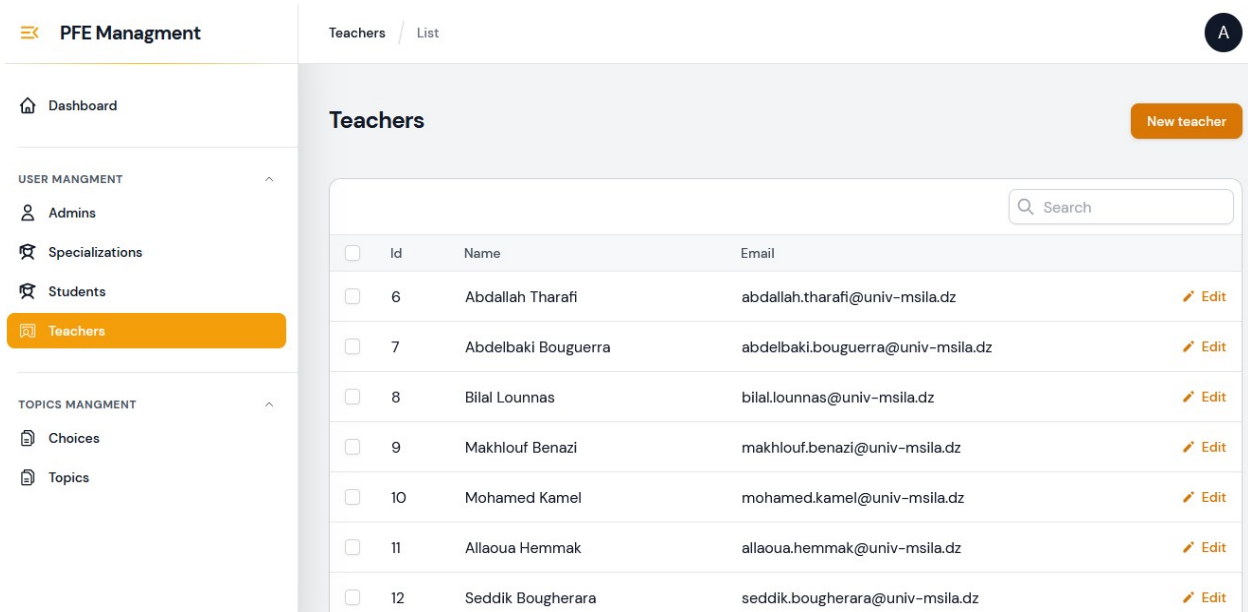 PFE Managment
Teachers / List
A
Dashboard
USER MANGMENT
Admins
Specializations
Students
Teachers
TOPICS MANGMENT
Choices
Topics
Teachers
New teacher
Search
Id Name Email
6 Abdallah Tharafi abdallah.tharafi@univ-msila.dz Edit
7 Abdelbaki Bouguerra abdelbaki.bouguerra@univ-msila.dz Edit
8 Bilal Lounnas bilal.lounnas@univ-msila.dz Edit
9 Makhlouf Benazi makhlouf.benazi@univ-msila.dz Edit
10 Mohamed Kamel mohamed.kamel@univ-msila.dz Edit
11 Allaoua Hemmak allaoua.hemmak@univ-msila.dz Edit
12 Seddik Bougherara seddik.bougherara@univ-msila.dz Edit